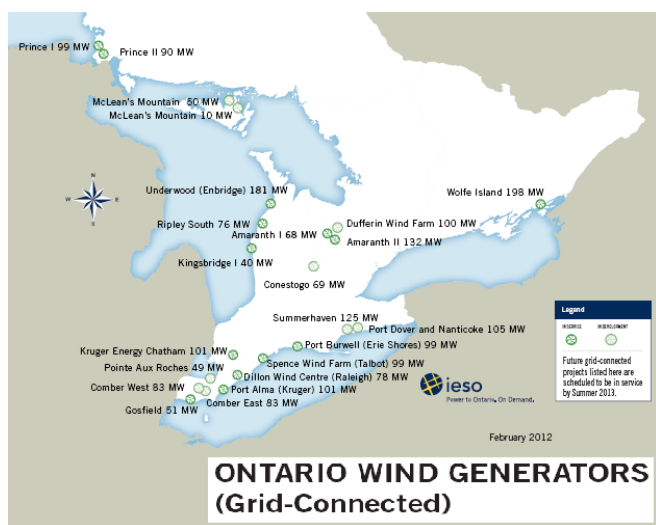 Prince I 99 MW
Prince II 90 MW
McLean's Mountain 50 MW
McLean's Mountain 10 MW
Underwood (Enbridge) 181 MW
Wolfe Island 198 MW
Ripley South 76 MW
Dufferin Wind Farm 100 MW
Amaranth I 68 MW
Amaranth II 132 MW
Kingsbridge I 40 MW
Conestogo 69 MW
N
W
E
S
Summerhaven 125 MW
Port Dover and Nanticoke 105 MW
Port Burwell (Erie Shores) 99 MW
Kruger Energy Chatham 101 MW
Spence Wind Farm (Talbot) 99 MW
Pointe Aux Roches 49 MW
Dillon Wind Centre (Raleigh) 78 MW
Comber West 83 MW
Port Alma (Kruger) 101 MW
Comber East 83 MW
Gosfield 51 MW
Legend
IN SERVICE
IN DEVELOPMENT
Future grid-connected
projects listed here are
scheduled to be in service
by Summer 2013.
ieso
Power to Ontario. On Demand.
February 2012
ONTARIO WIND GENERATORS
(Grid-Connected)